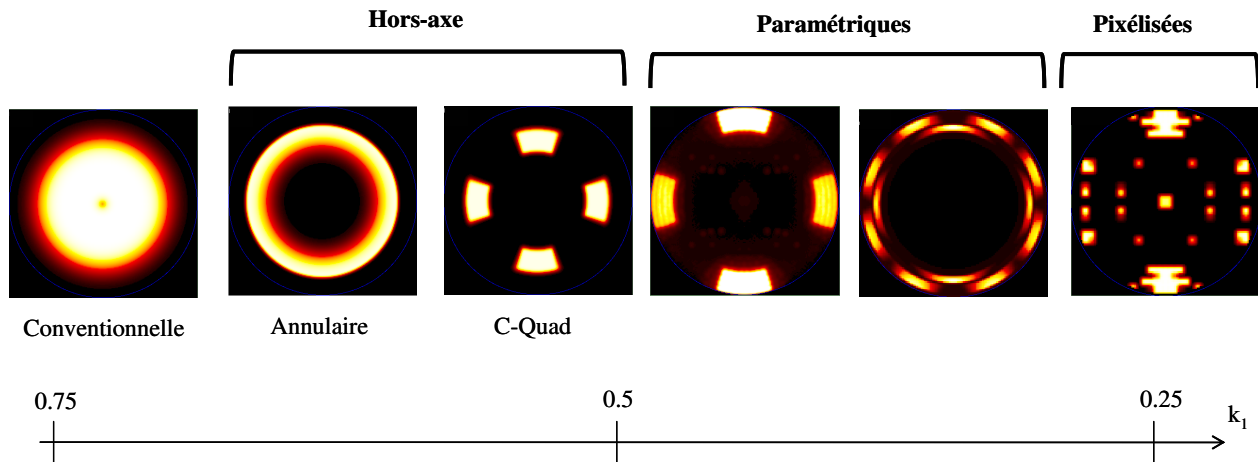 Hors-axe
Paramétriques
Pixélisées
Conventionnelle
Annulaire
C-Quad
0.75
0.5
0.25
k₁